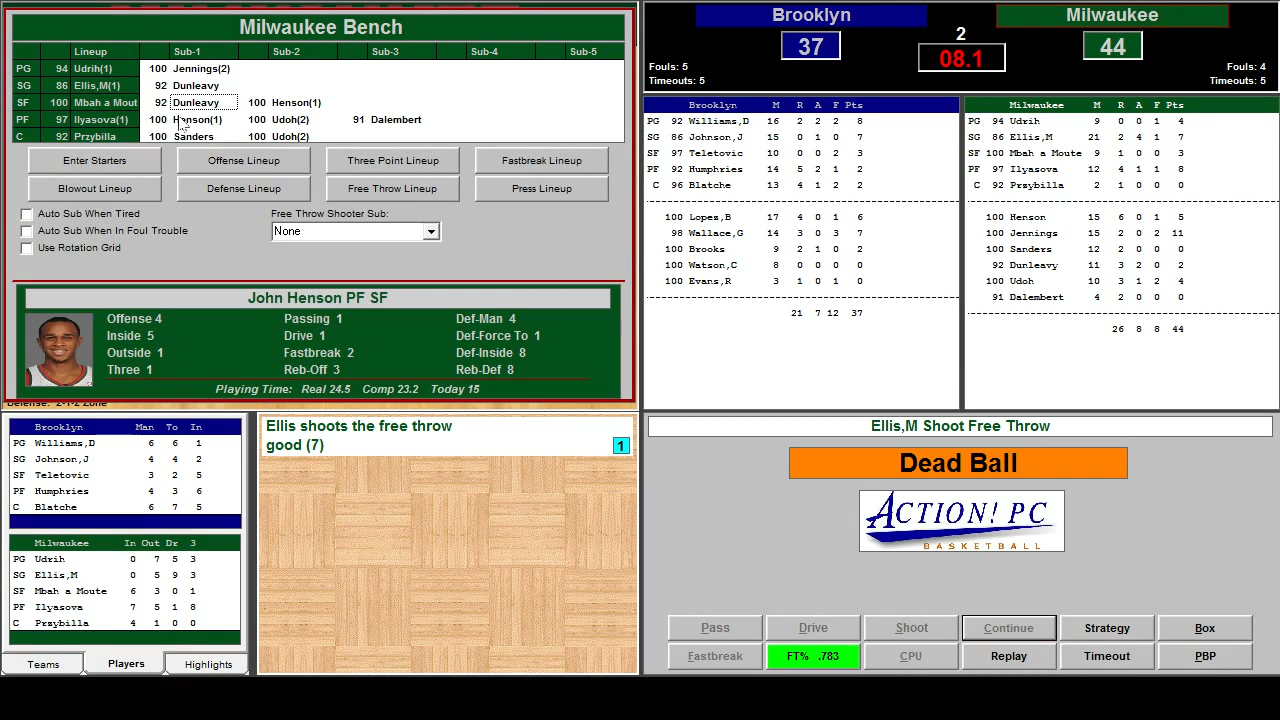 Milwaukee Bench
Lineup Sub-1 Sub-2 Sub-3 Sub-4 Sub-5
PG 94 Udrih(1) 100 Jennings(2)
SG 86 Ellis,M(1) 92 Dunleavy
SF 100 Mbah a Mout 92 Dunleavy 100 Henson(1)
PF 97 Ilyasova(1) 100 Henson(1) 100 Udoh(2) 91 Dalembert
C 92 Przybilla 100 Sanders 100 Udoh(2)
Enter Starters Offense Lineup Three Point Lineup Fastbreak Lineup
Blowout Lineup Defense Lineup Free Throw Lineup Press Lineup
Auto Sub When Tired
Auto Sub When In Foul Trouble
Use Rotation Grid
Free Throw Shooter Sub:
None
John Henson PF SF
Offense 4 Passing 1 Def-Man 4
Inside 5 Drive 1 Def-Force To 1
Outside 1 Fastbreak 2 Def-Inside 8
Three 1 Reb-Off 3 Reb-Def 8
Playing Time: Real 24.5 Comp 23.2 Today 15
Brooklyn 2 Milwaukee
37 08.1 44
Fouls: 5 Fouls: 4
Timeouts: 5 Timeouts: 5
Brooklyn M R A F Pts
PG 92 Williams,D 16 2 2 2 8
SG 86 Johnson,J 15 2 1 0 7
SF 97 Teletovic 10 0 0 2 3
PF 92 Humphries 14 5 2 1 2
C 96 Blatche 13 4 1 2 2
100 Lopez,B 17 4 0 1 6
98 Wallace,G 14 3 0 3 7
100 Brooks 9 2 1 0 2
100 Watson,C 8 0 0 0 0
100 Evans,R 3 1 0 1 0
21 7 12 37
Milwaukee M R A F Pts
PG 94 Udrih 9 0 0 1 4
SG 86 Ellis,M 21 2 4 1 7
SF 100 Mbah a Moute 9 1 0 0 3
PF 97 Ilyasova 12 4 1 1 8
C 92 Przybilla 2 1 0 0 0
100 Henson 15 6 0 1 5
100 Jennings 15 2 0 2 11
100 Sanders 12 2 0 0 0
92 Dunleavy 11 3 2 0 2
100 Udoh 10 3 1 2 4
91 Dalembert 4 2 0 0 0
26 8 8 44
Defense: 2-1-2 Zone
Brooklyn Man To In
PG Williams,D 6 6 1
SG Johnson,J 4 4 2
SF Teletovic 3 2 5
PF Humphries 4 3 6
C Blatche 6 7 5
Milwaukee In Out Dr 3
PG Udrih 0 7 5 3
SG Ellis,M 0 5 9 3
SF Mbah a Moute 6 3 0 1
PF Ilyasova 7 5 1 8
C Przybilla 4 1 0 0
Teams Players Highlights
Ellis shoots the free throw
good (7) 1
Ellis,M Shoot Free Throw
Dead Ball
ACTION! PC
BASKETBALL
Pass Drive Shoot Continue Strategy Box
Fastbreak FT% .783 CPU Replay Timeout PBP